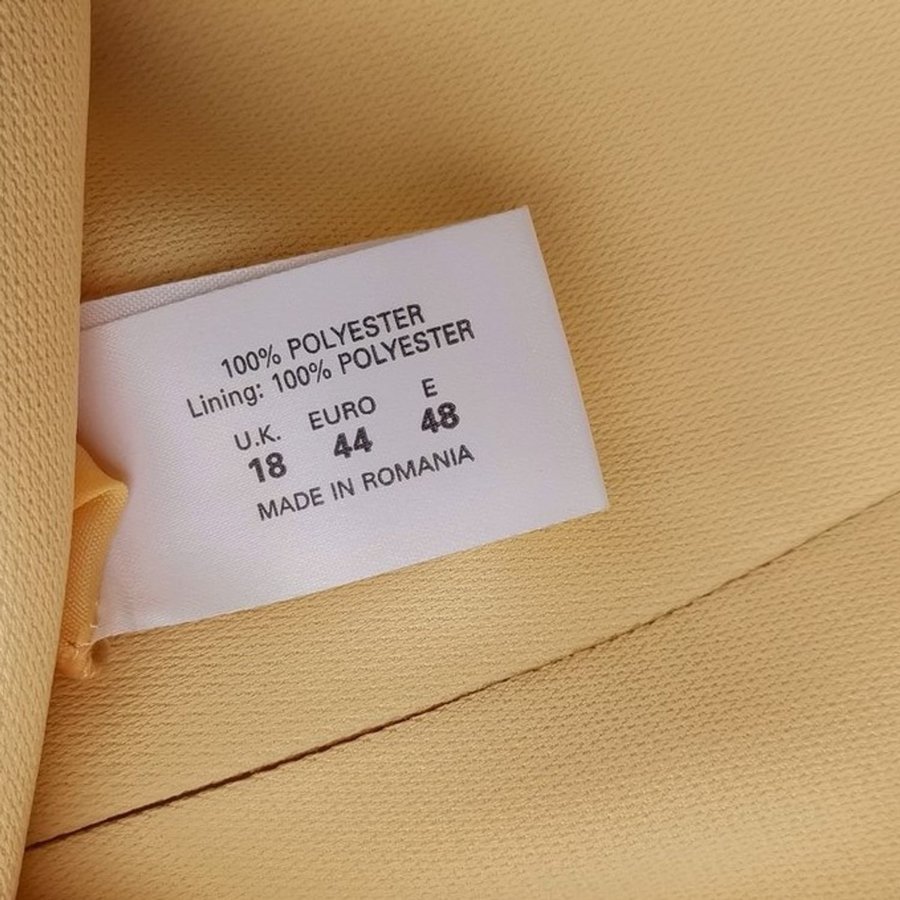 100% POLYESTER
Lining: 100% POLYESTER
U.K. EURO E
18 44 48
MADE IN ROMANIA